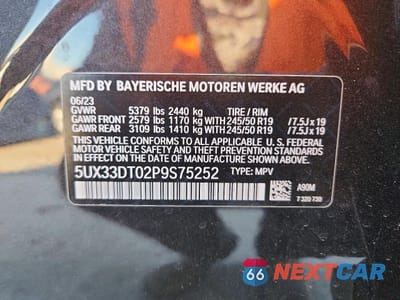 MFD BY BAYERISCHE MOTOREN WERKE AG
06/23
GVWR 5379 lbs 2440 kg TIRE / RIM
GAWR FRONT 2579 lbs 1170 kg WITH 245/50 R19 /7.5J x 19
GAWR REAR 3109 lbs 1410 kg WITH 245/50 R19 /7.5J x 19
THIS VEHICLE CONFORMS TO ALL APPLICABLE U. S. FEDERAL
MOTOR VEHICLE SAFETY, BUMPER, AND THEFT PREVENTION
STANDARDS IN EFFECT ON THE DATE OF MANUFACTURE SHOWN ABOVE.
5UX33DT02P9S75252 TYPE: MPV
A90M
66 NEXTCAR